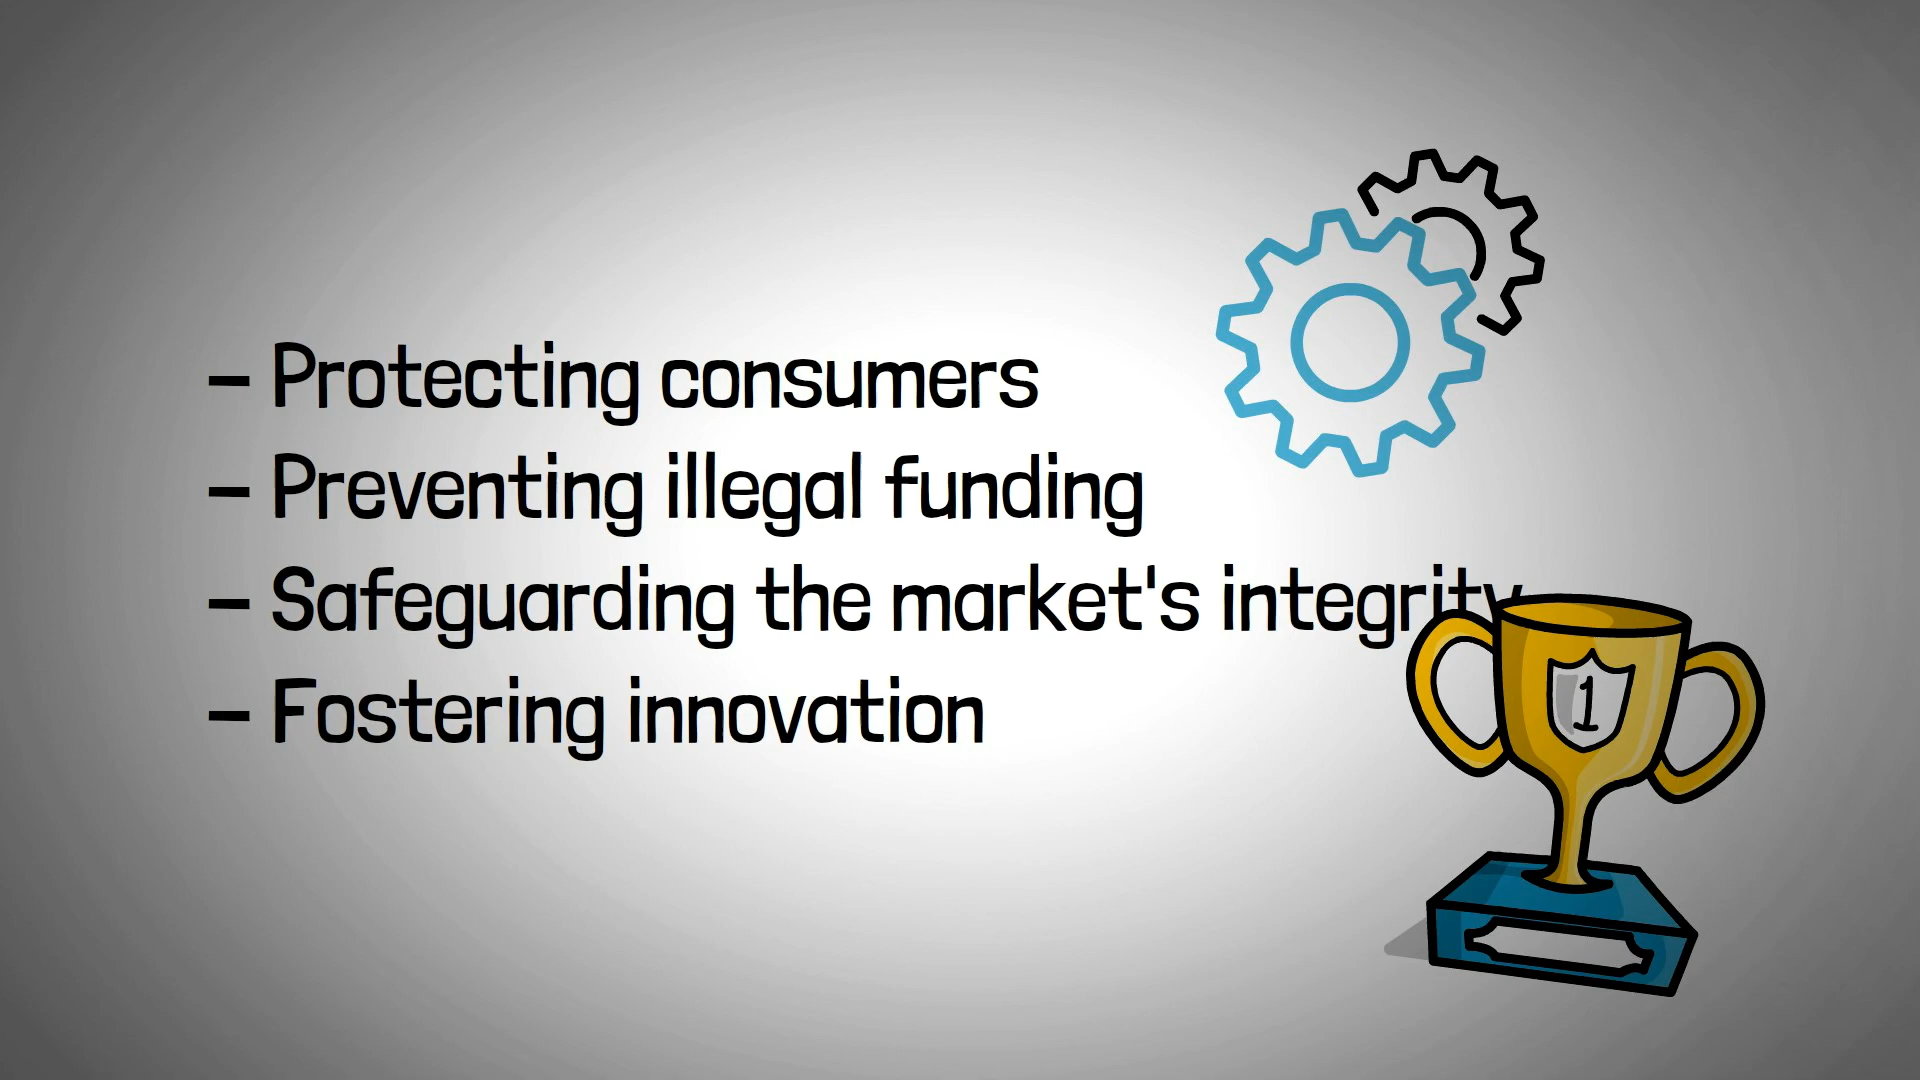 – Protecting consumers
– Preventing illegal funding
– Safeguarding the market's integrity
– Fostering innovation
1